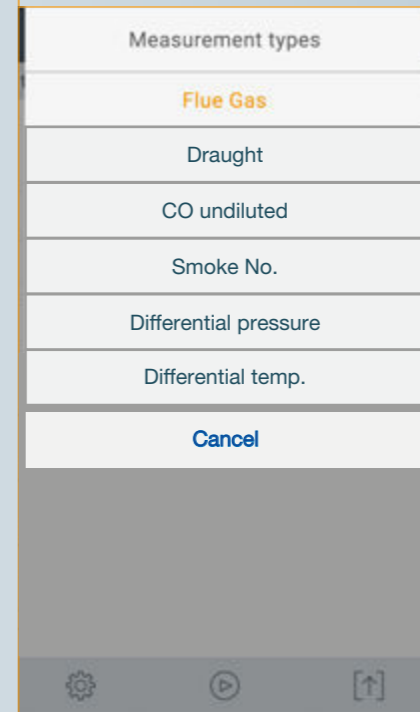 Measurement types
Flue Gas
Draught
CO undiluted
Smoke No.
Differential pressure
Differential temp.
Cancel